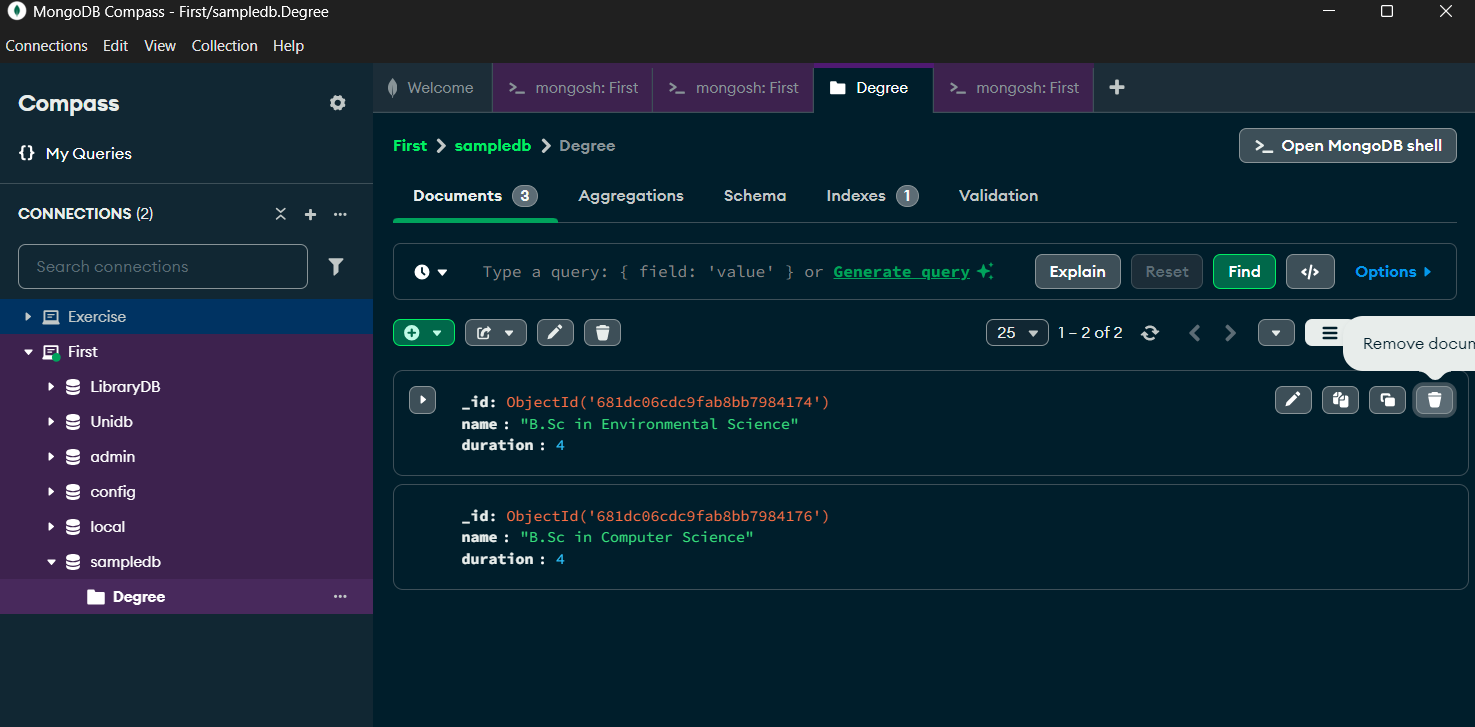 MongoDB Compass - First/sampledb.Degree
Connections Edit View Collection Help
Compass
{} My Queries
CONNECTIONS (2)
Search connections
Exercise
First
LibraryDB
Unidb
admin
config
local
sampledb
Degree
Welcome >_ mongosh: First >_ mongosh: First Degree >_ mongosh: First
First > sampledb > Degree
>_ Open MongoDB shell
Documents 3 Aggregations Schema Indexes 1 Validation
Type a query: { field: 'value' } or Generate query Explain Reset Find </> Options
25 1 – 2 of 2
Remove docum
_id: ObjectId('681dc06cdc9fab8bb7984174')
name : "B.Sc in Environmental Science"
duration : 4
_id: ObjectId('681dc06cdc9fab8bb7984176')
name : "B.Sc in Computer Science"
duration : 4